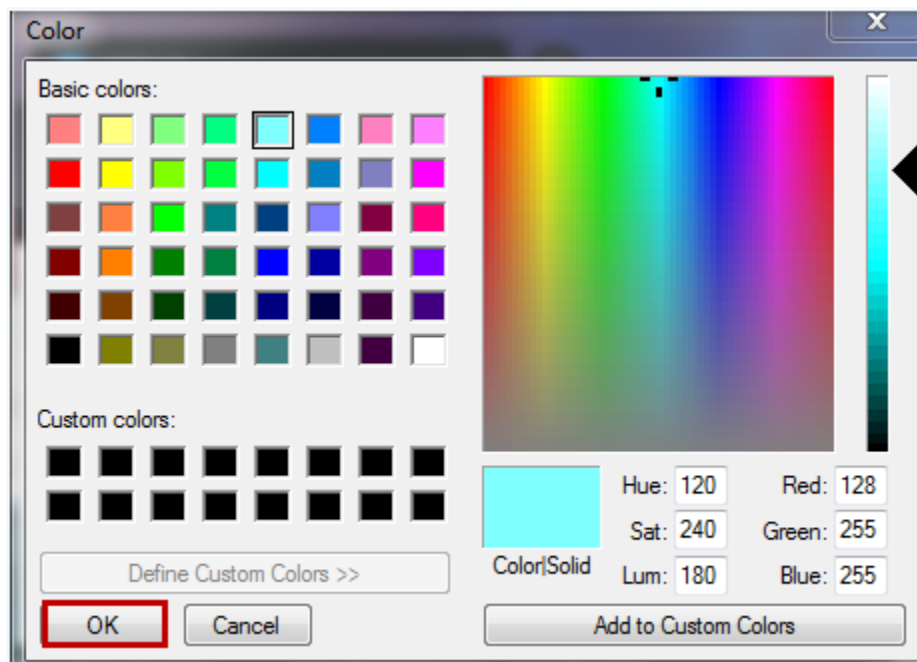 Color
X
Basic colors:
Custom colors:
Define Custom Colors >>
OK
Cancel
Color|Solid
Hue: 120
Sat: 240
Lum: 180
Red: 128
Green: 255
Blue: 255
Add to Custom Colors